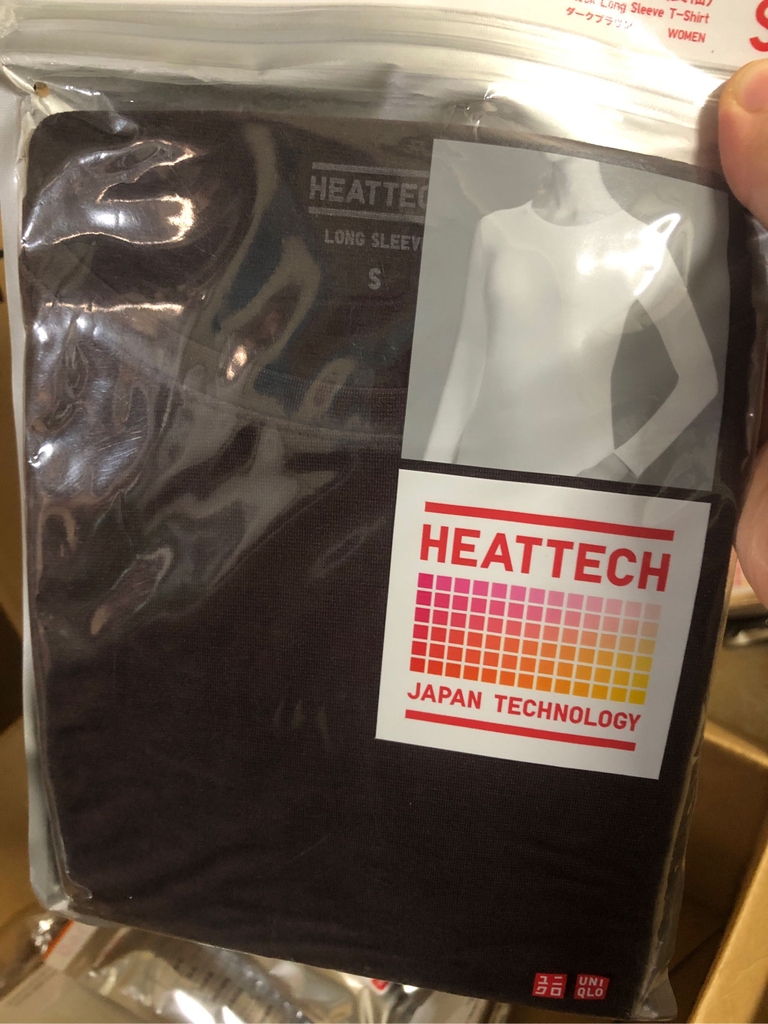 Long Sleeve T-Shirt
ダークブラウン
WOMEN
S
HEATTEC
LONG SLEEV
S
HEATTECH
JAPAN TECHNOLOGY
ユニ
クロ
UNI
QLO